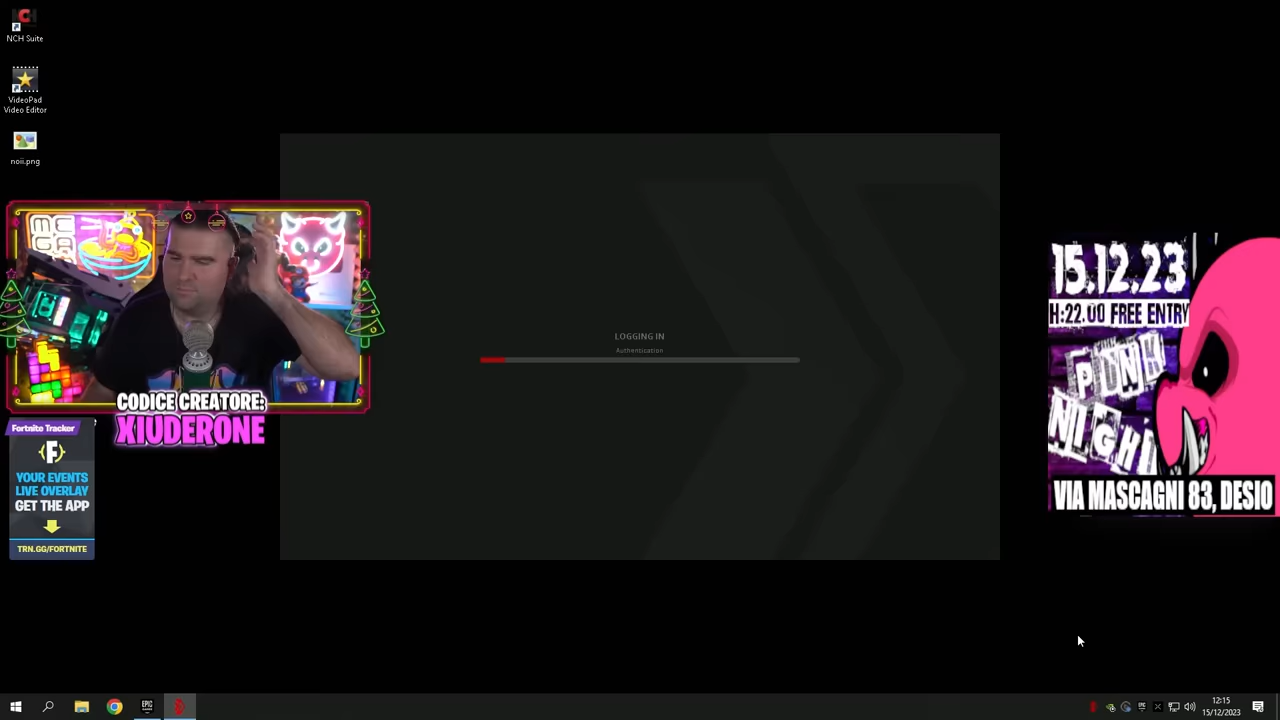 NCH Suite
VideoPad
Video Editor
noii.png
LOGGING IN
Authentication
CODICE CREATORE:
XIUDERONE
Fortnite Tracker
YOUR EVENTS
LIVE OVERLAY
GET THE APP
TRN.GG/FORTNITE
15.12.23
H:22.00 FREE ENTRY
PUNK
NIGHT
VIA MASCAGNI 83, DESIO
EPIC
GAMES
12:15
15/12/2023